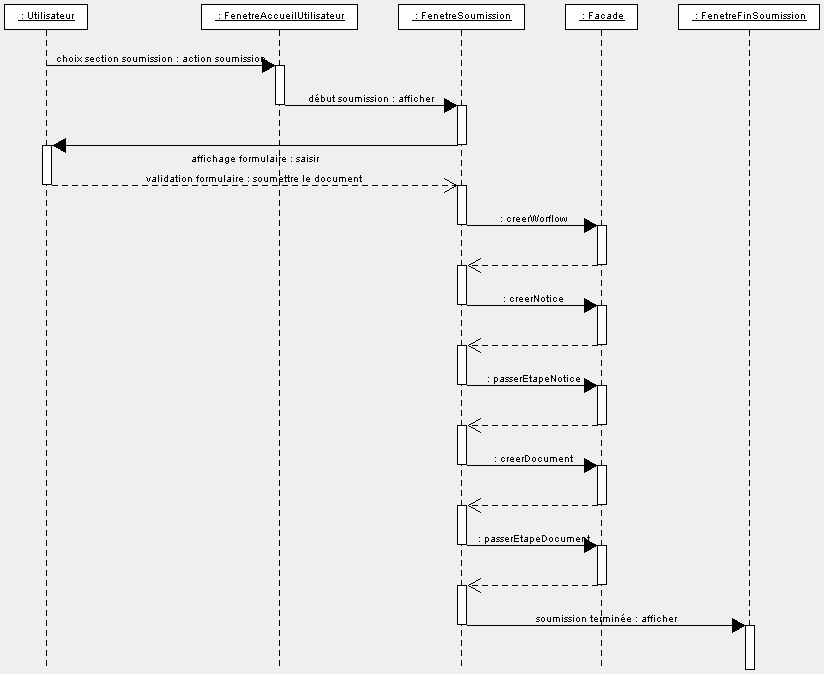 : Utilisateur
: FenetreAccueilUtilisateur
: FenetreSoumission
: Facade
: FenetreFinSoumission
choix section soumission : action soumission
début soumission : afficher
affichage formulaire : saisir
validation formulaire : soumettre le document
: creerWorflow
: creerNotice
: passerEtapeNotice
: creerDocument
: passerEtapeDocument
soumission terminée : afficher